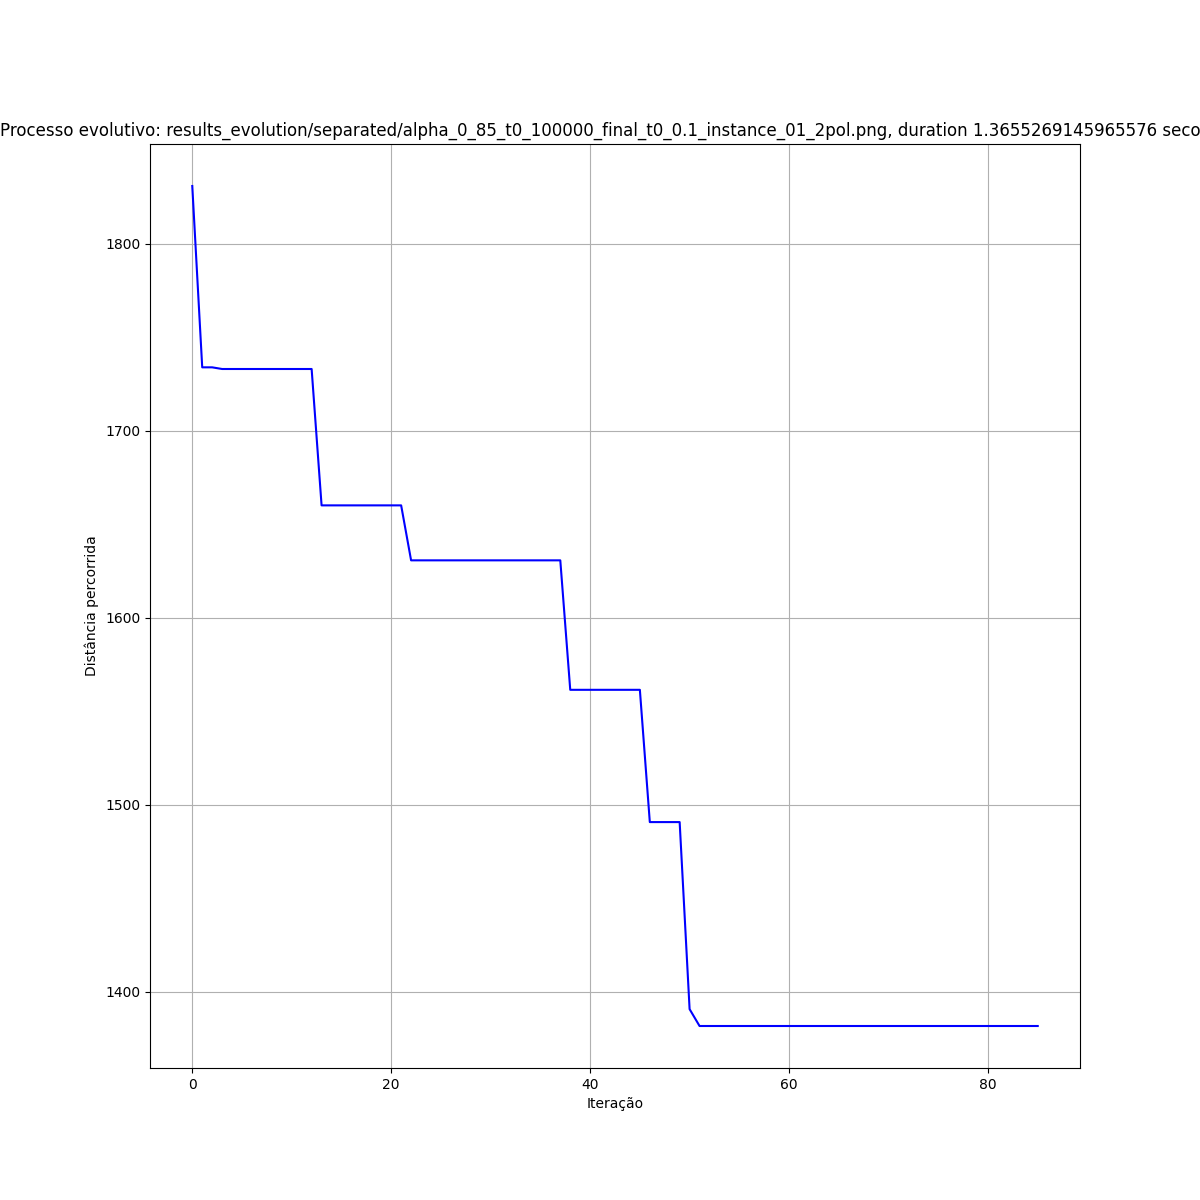 Processo evolutivo: results_evolution/separated/alpha_0_85_t0_100000_final_t0_0.1_instance_01_2pol.png, duration 1.3655269145965576 seco
1800
1700
1600
1500
1400
Distância percorrida
0 20 40 60 80
Iteração